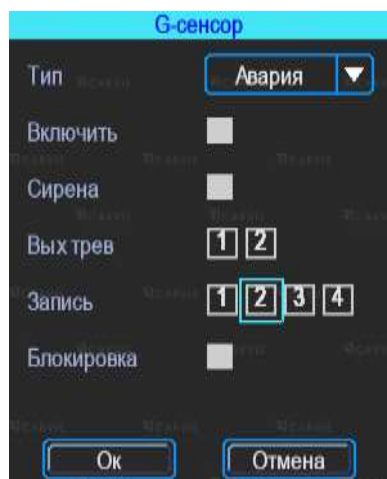 G-сенсор
Тип Авария
Включить
Сирена
Вых трев 1 2
Запись 1 2 3 4
Блокировка
Ок Отмена